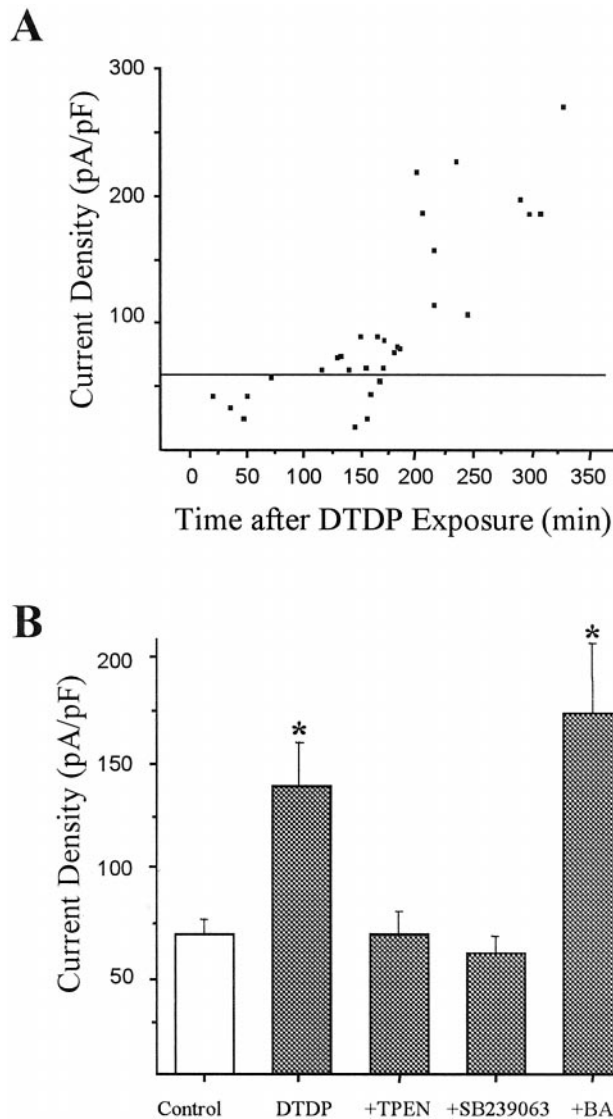 A
Current Density (pA/pF)
300
200
100
0 50 100 150 200 250 300 350
Time after DTDP Exposure (min)
B
Current Density (pA/pF)
200
150
100
50
*
*
Control DTDP +TPEN +SB239063 +BA